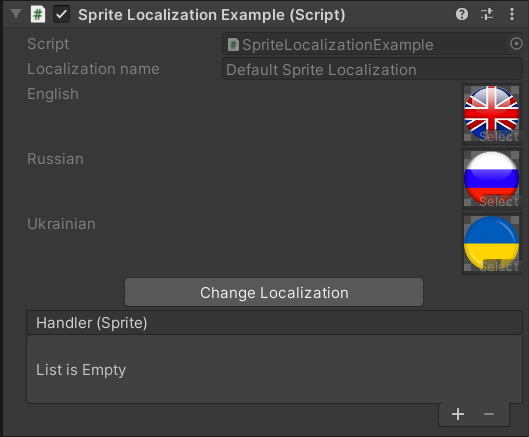 Sprite Localization Example (Script)
Script
SpriteLocalizationExample
Localization name
Default Sprite Localization
English
Select
Russian
Select
Ukrainian
Select
Change Localization
Handler (Sprite)
List is Empty